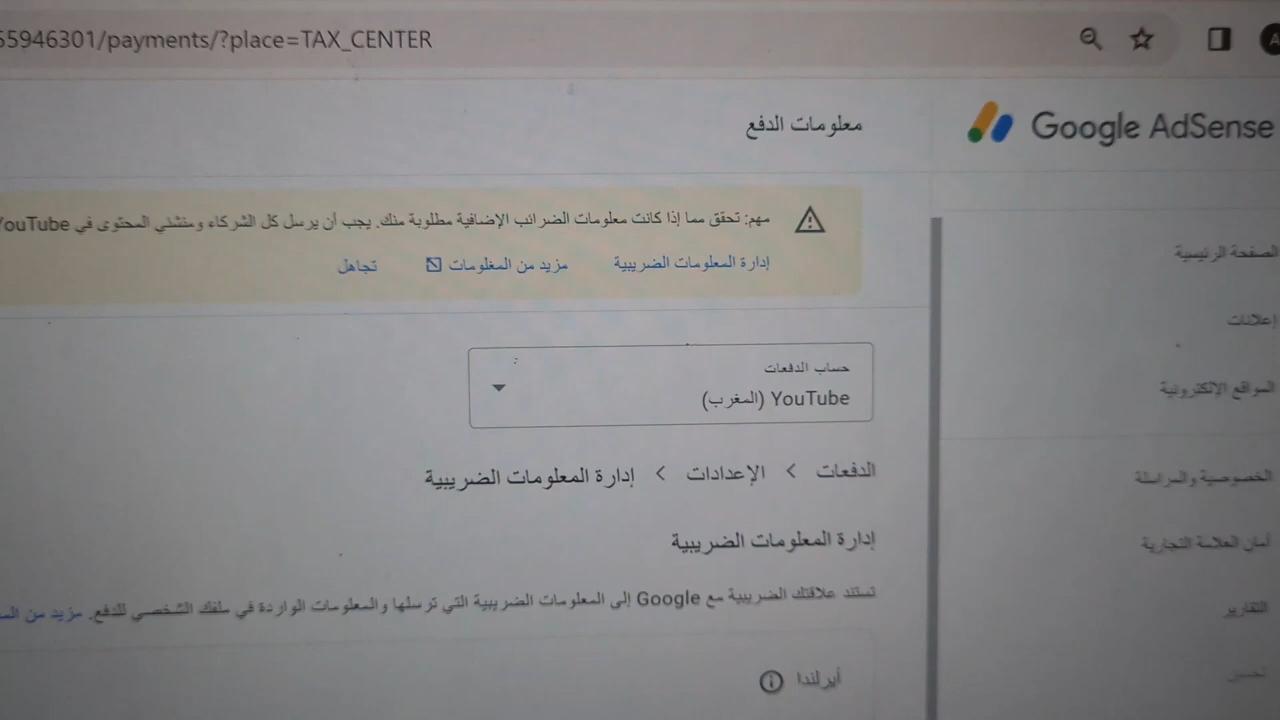 55946301/payments/?place=TAX_CENTER
Google AdSense
معلومات الدفع
مهم: تحقق مما إذا كانت معلومات الضرائب الإضافية مطلوبة منك. يجب أن يرسل كل الشركاء ومنشئي المحتوى في YouTube
إدارة المعلومات الضريبية
مزيد من المعلومات
تجاهل
حساب الدفعات
YouTube (المغرب)
الدفعات > الإعدادات > إدارة المعلومات الضريبية
إدارة المعلومات الضريبية
تستند علاقتك الضريبية مع Google إلى المعلومات الضريبية التي ترسلها والمعلومات الواردة في ملفك الشخصي للدفع. مزيد من
أيرلندا
الصفحة الرئيسية
إعلانات
المواقع الإلكترونية
الخصوصية والمراسلة
أمان العلامة التجارية
التقارير